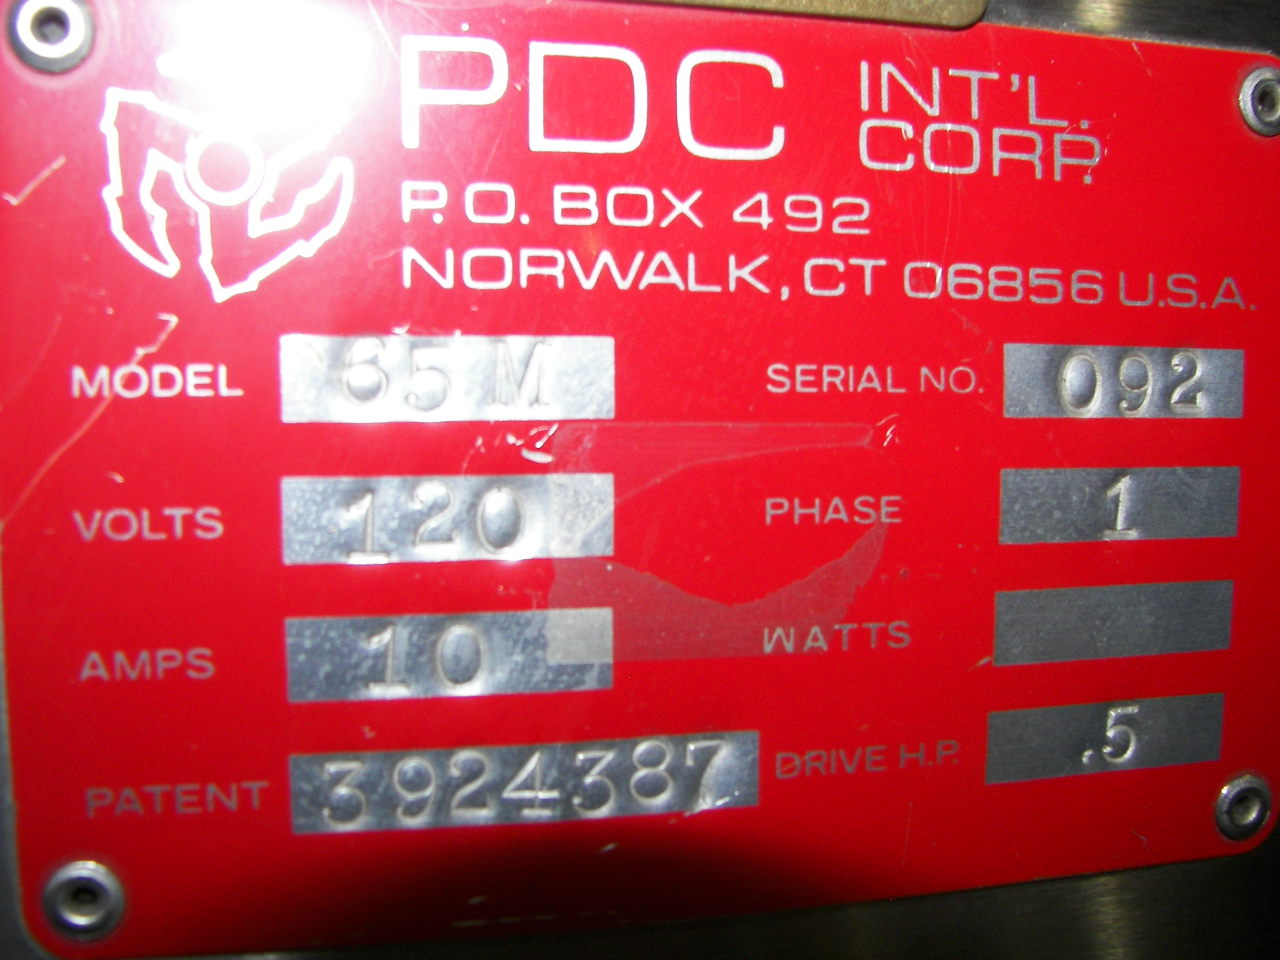 PDC INT'L. CORP.
P.O. BOX 492
NORWALK, CT 06856 U.S.A.
MODEL 65M SERIAL NO. 092
VOLTS 120 PHASE 1
AMPS 10 WATTS
PATENT 3924387 DRIVE H.P. .5